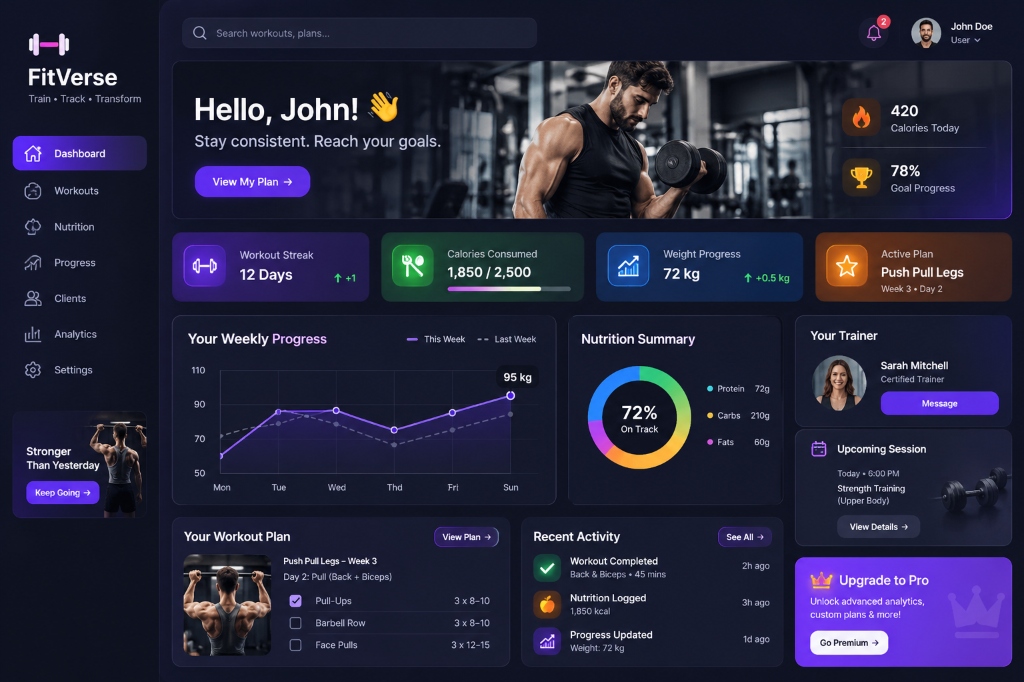 FitVerse
Train • Track • Transform
Dashboard
Workouts
Nutrition
Progress
Clients
Analytics
Settings
Stronger
Than Yesterday
Keep Going →
Search workouts, plans...
2
John Doe
User
Hello, John! 👋
Stay consistent. Reach your goals.
View My Plan →
420
Calories Today
78%
Goal Progress
Workout Streak
12 Days
↑ +1
Calories Consumed
1,850 / 2,500
Weight Progress
72 kg
↑ +0.5 kg
Active Plan
Push Pull Legs
Week 3 • Day 2
Your Weekly Progress
This Week
Last Week
110
90
70
50
95 kg
Mon
Tue
Wed
Thd
Fri
Sun
Nutrition Summary
72%
On Track
Protein 72g
Carbs 210g
Fats 60g
Your Trainer
Sarah Mitchell
Certified Trainer
Message
Upcoming Session
Today • 6:00 PM
Strength Training
(Upper Body)
View Details →
Your Workout Plan
View Plan →
Push Pull Legs – Week 3
Day 2: Pull (Back + Biceps)
Pull-Ups 3 x 8–10
Barbell Row 3 x 8–10
Face Pulls 3 x 12–15
Recent Activity
See All →
Workout Completed
Back & Biceps • 45 mins
2h ago
Nutrition Logged
1,850 kcal
3h ago
Progress Updated
Weight: 72 kg
1d ago
Upgrade to Pro
Unlock advanced analytics,
custom plans & more!
Go Premium →